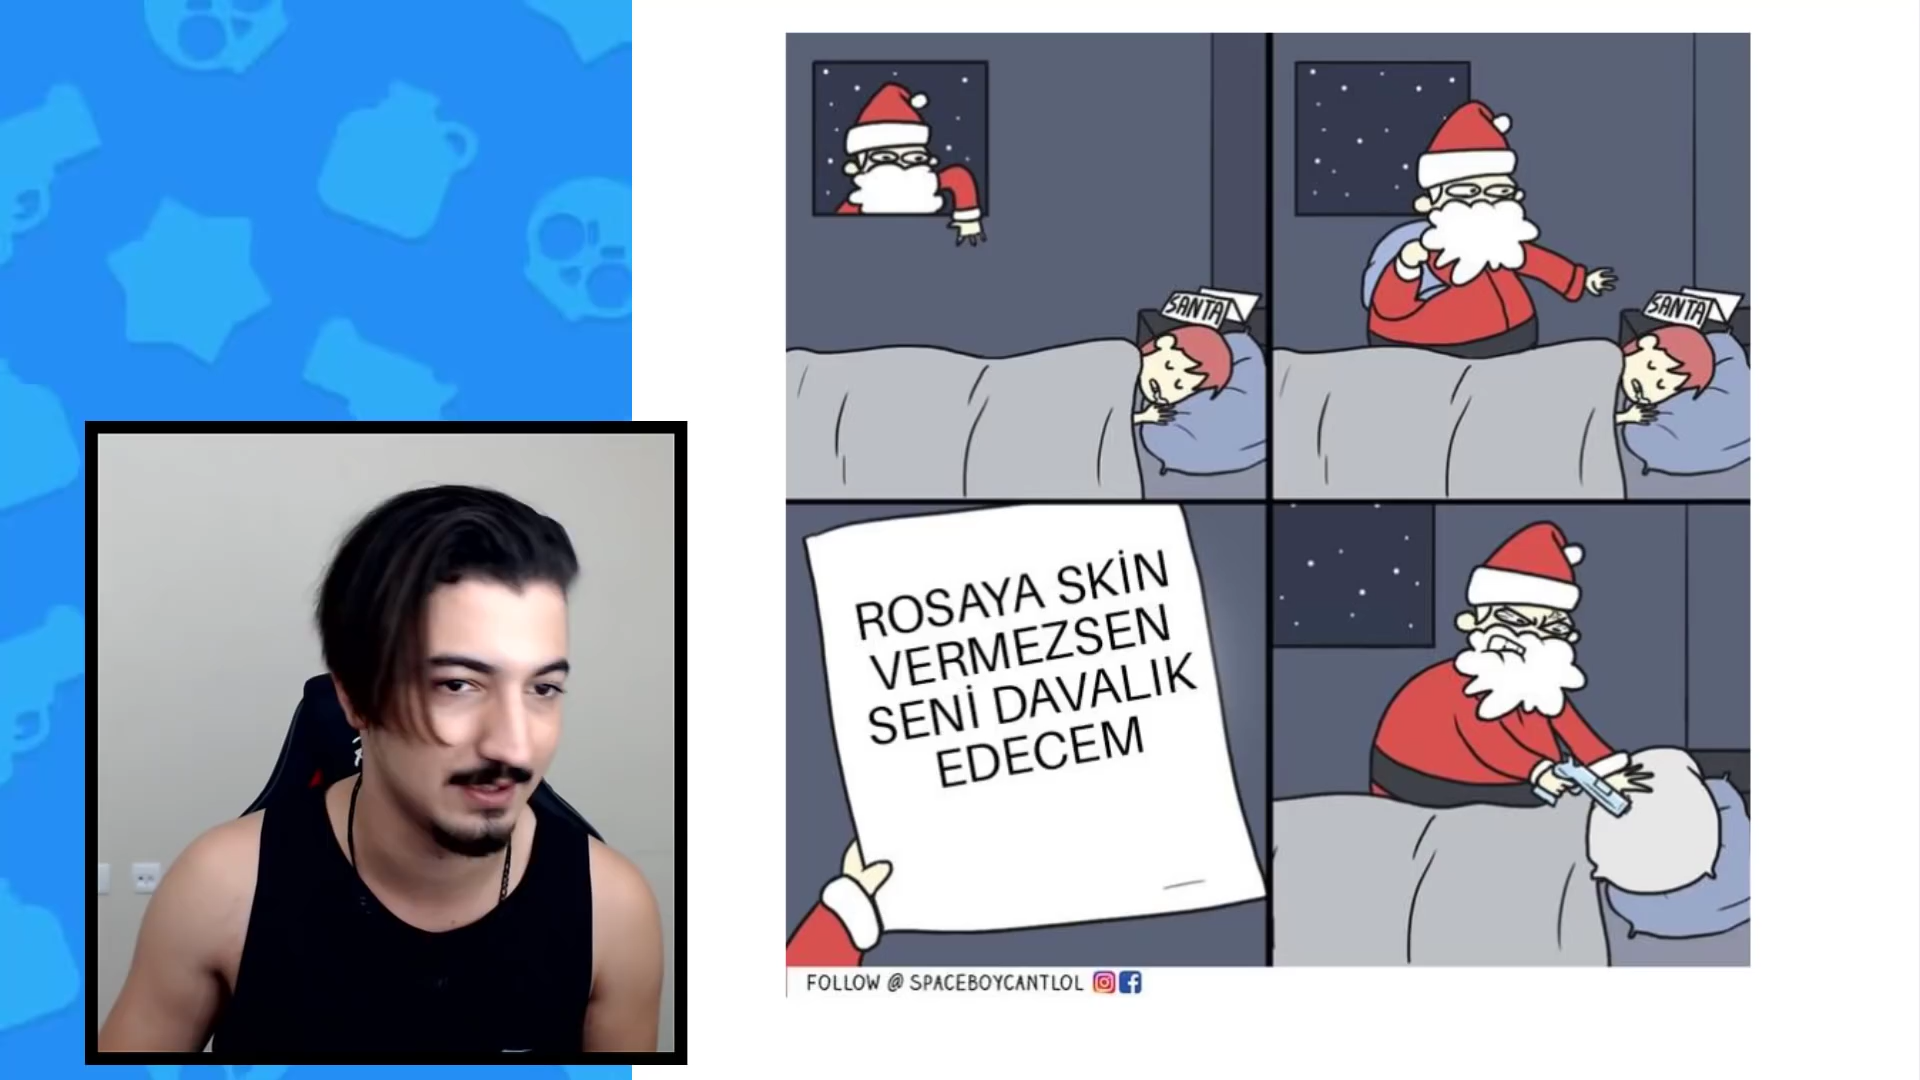 SANTA
SANTA
ROSAYA SKİN
VERMEZSEN
SENİ DAVALIK
EDECEM
FOLLOW @ SPACEBOYCANTLOL